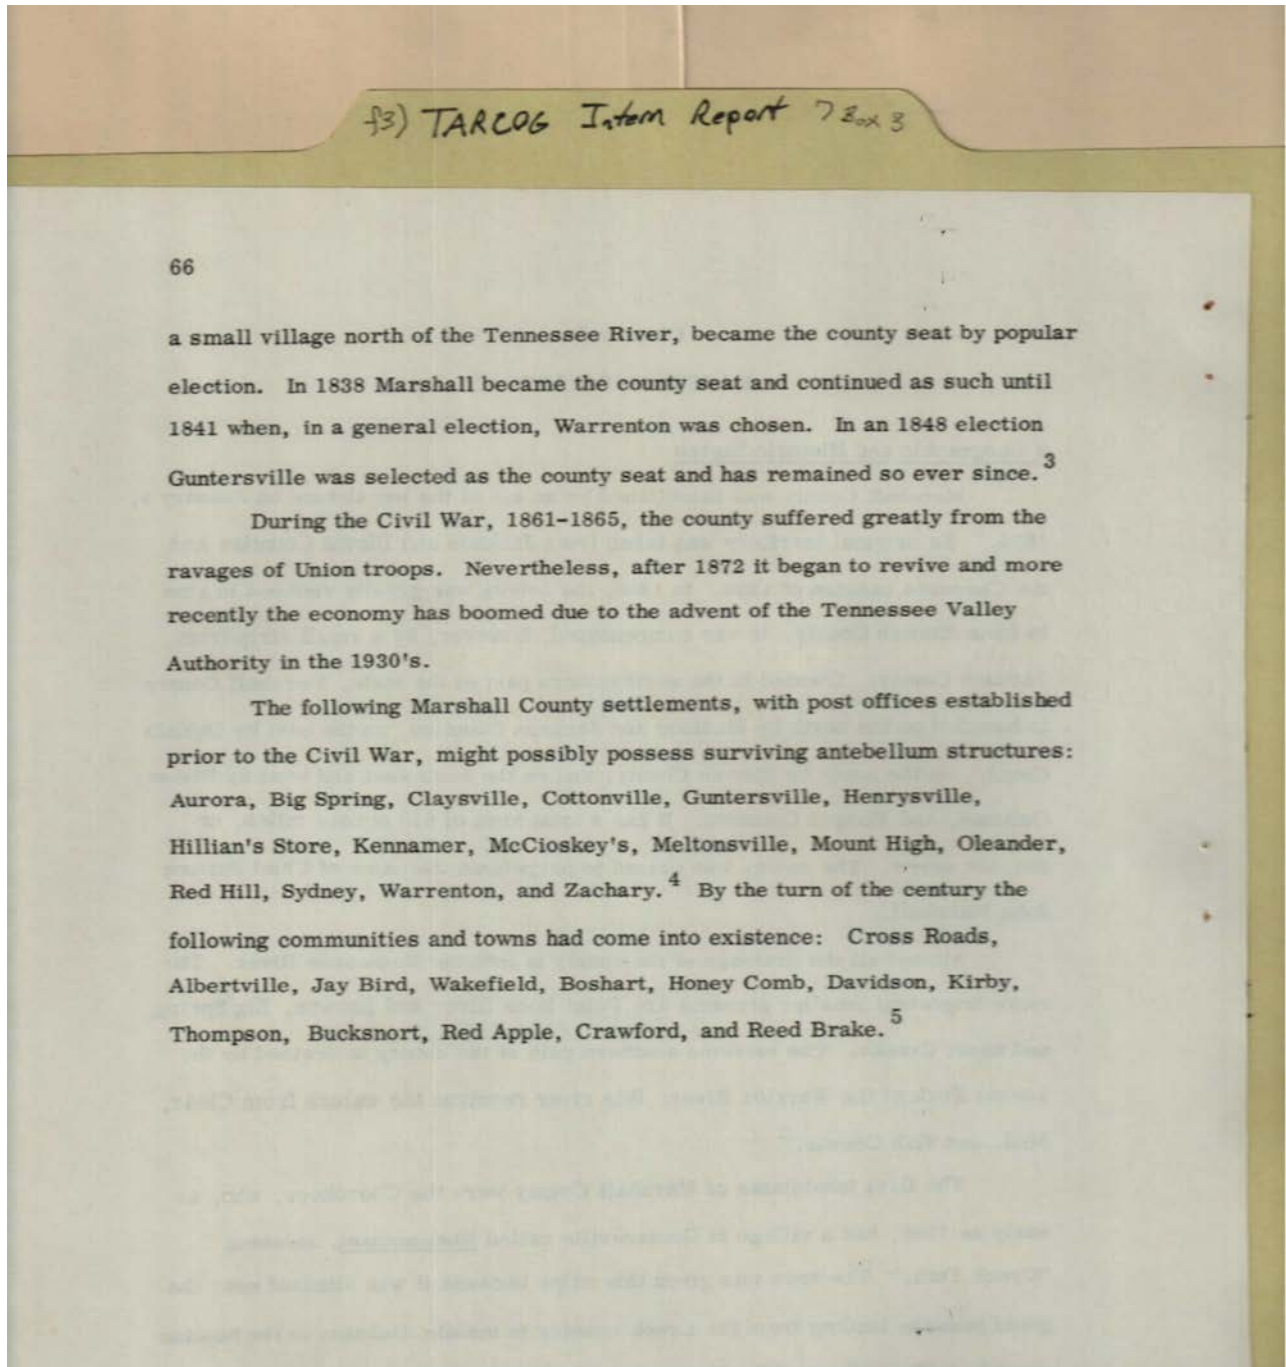 f3) TARCOG Intern Report Box 3
66
a small village north of the Tennessee River, became the county seat by popular
election. In 1838 Marshall became the county seat and continued as such until
1841 when, in a general election, Warrenton was chosen. In an 1848 election
Guntersville was selected as the county seat and has remained so ever since. 3
During the Civil War, 1861-1865, the county suffered greatly from the
ravages of Union troops. Nevertheless, after 1872 it began to revive and more
recently the economy has boomed due to the advent of the Tennessee Valley
Authority in the 1930's.
The following Marshall County settlements, with post offices established
prior to the Civil War, might possibly possess surviving antebellum structures:
Aurora, Big Spring, Claysville, Cottonville, Guntersville, Henrysville,
Hillian's Store, Kennamer, McCioskey's, Meltonsville, Mount High, Oleander,
Red Hill, Sydney, Warrenton, and Zachary. 4 By the turn of the century the
following communities and towns had come into existence: Cross Roads,
Albertville, Jay Bird, Wakefield, Boshart, Honey Comb, Davidson, Kirby,
Thompson, Bucksnort, Red Apple, Crawford, and Reed Brake. 5